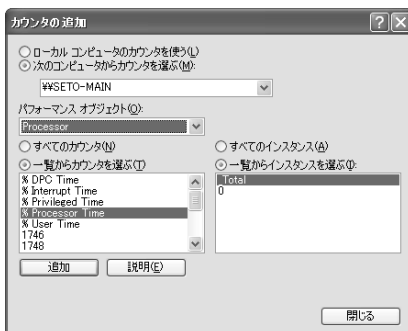 カウンタの追加
ローカル コンピュータのカウンタを使う(L)
次のコンピュータからカウンタを選ぶ(M):
¥¥SETO-MAIN
パフォーマンス オブジェクト(O):
Processor
すべてのカウンタ(N)
すべてのインスタンス(A)
一覧からカウンタを選ぶ(T)
一覧からインスタンスを選ぶ(I):
% DPC Time
% Interrupt Time
% Privileged Time
% Processor Time
% User Time
1746
1748
_Total
0
追加
説明(E)
閉じる